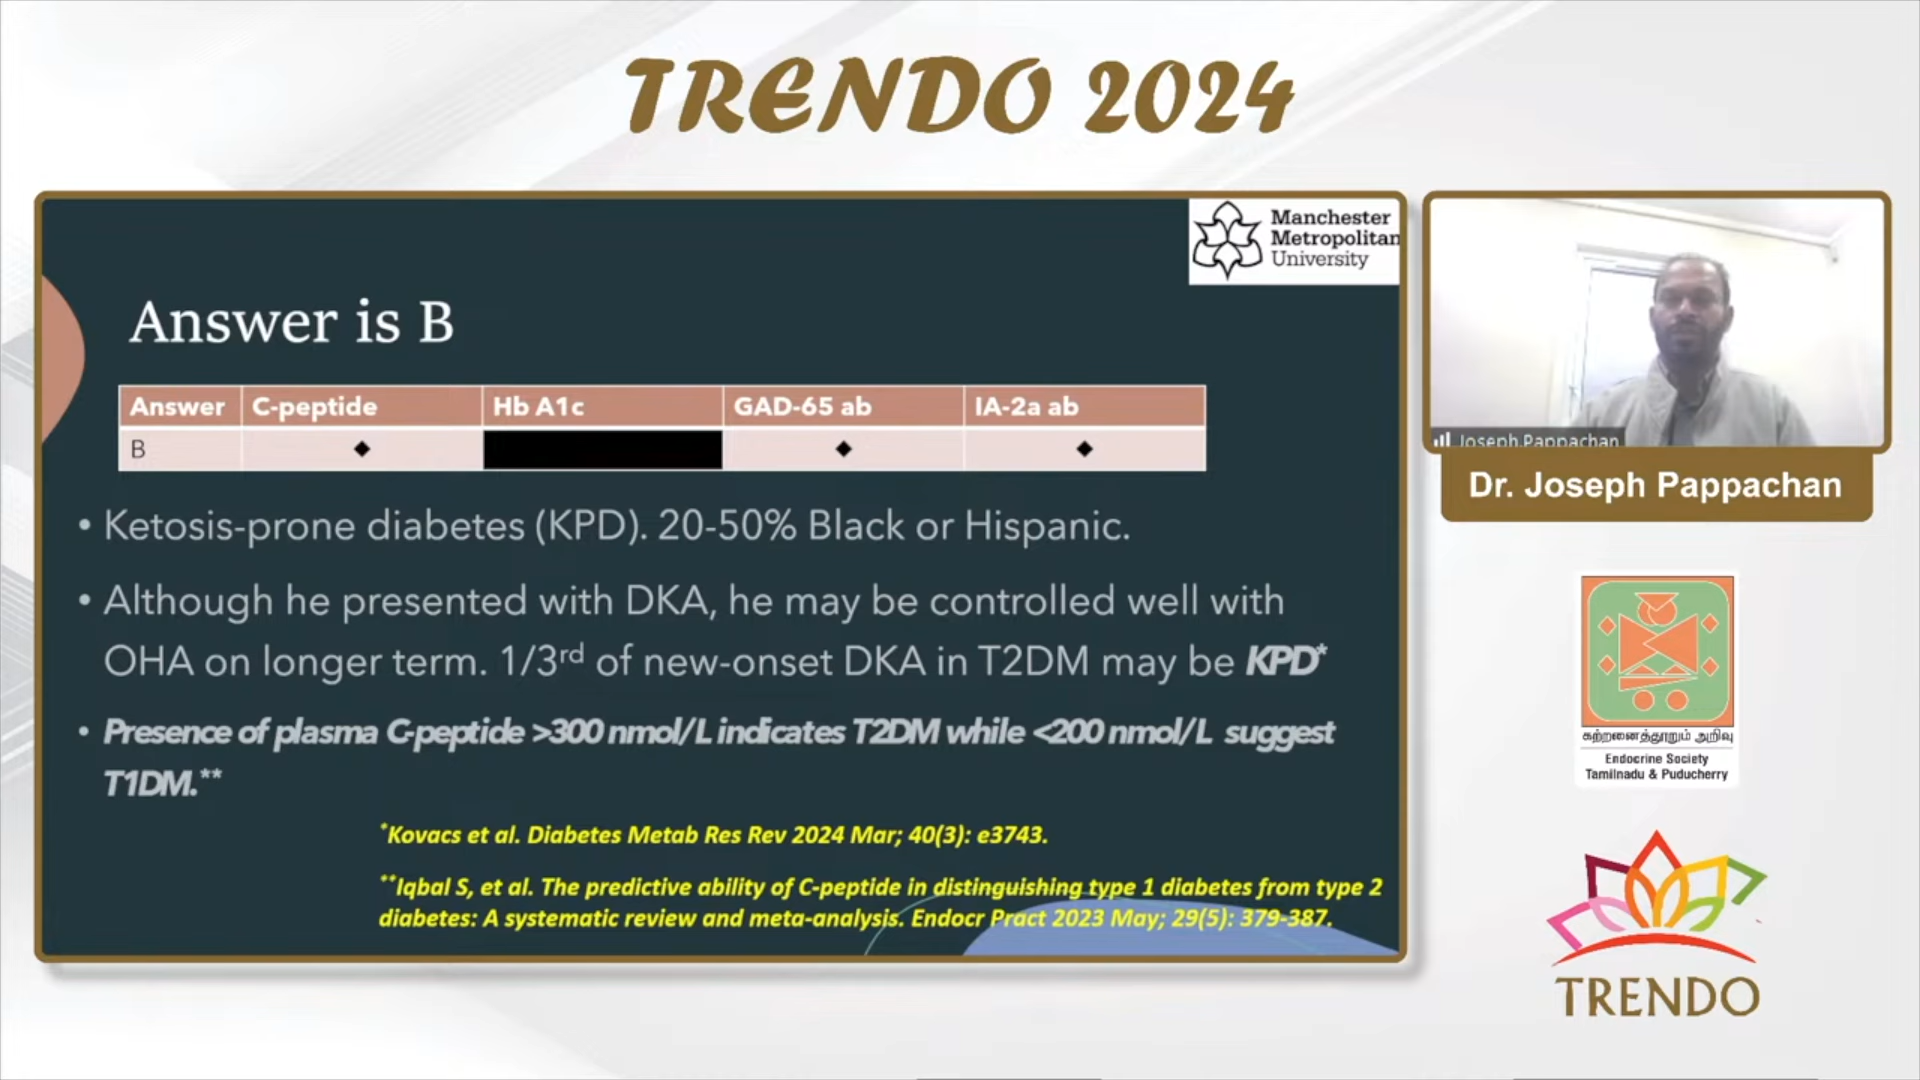 TRENDO 2024
Manchester
Metropolitan
University
Answer is B
Answer C-peptide Hb A1c GAD-65 ab IA-2a ab
B ◆ ◆ ◆
• Ketosis-prone diabetes (KPD). 20-50% Black or Hispanic.
• Although he presented with DKA, he may be controlled well with
OHA on longer term. 1/3rd of new-onset DKA in T2DM may be KPD*
• Presence of plasma C-peptide >300 nmol/L indicates T2DM while <200 nmol/L suggest
T1DM.**
*Kovacs et al. Diabetes Metab Res Rev 2024 Mar; 40(3): e3743.
**Iqbal S, et al. The predictive ability of C-peptide in distinguishing type 1 diabetes from type 2
diabetes: A systematic review and meta-analysis. Endocr Pract 2023 May; 29(5): 379-387.
Joseph Pappachan
Dr. Joseph Pappachan
கற்றனைத்தூறும் அறிவு
Endocrine Society
Tamilnadu & Puducherry
TRENDO